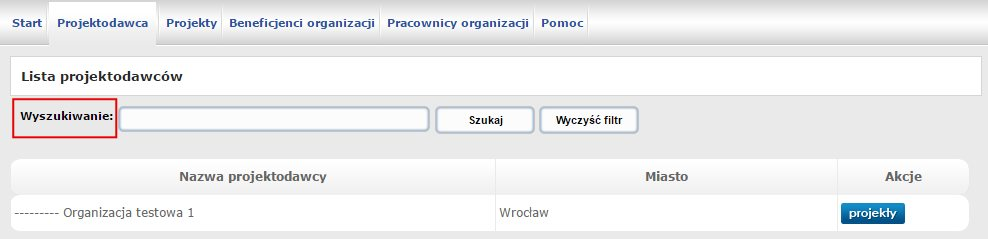 Start Projektodawca Projekty Beneficjenci organizacji Pracownicy organizacji Pomoc
Lista projektodawców
Wyszukiwanie: Szukaj Wyczyść filtr
Nazwa projektodawcy Miasto Akcje
--------- Organizacja testowa 1 Wrocław projekty